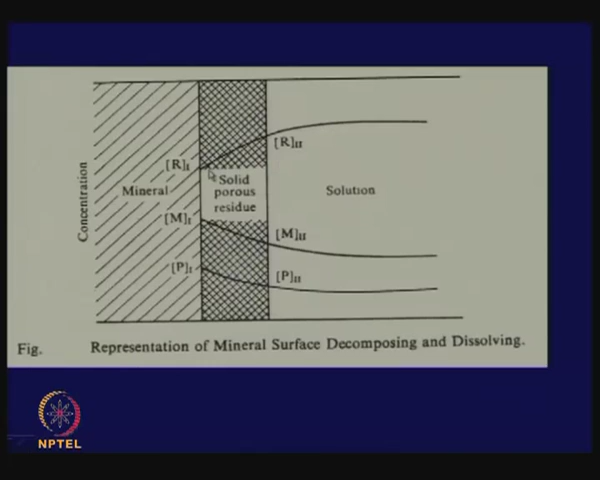 [R]I
[R]II
Mineral
Solid
porous
residue
Solution
Concentration
[M]I
[M]II
[P]I
[P]II
Fig.
Representation of Mineral Surface Decomposing and Dissolving.
NPTEL